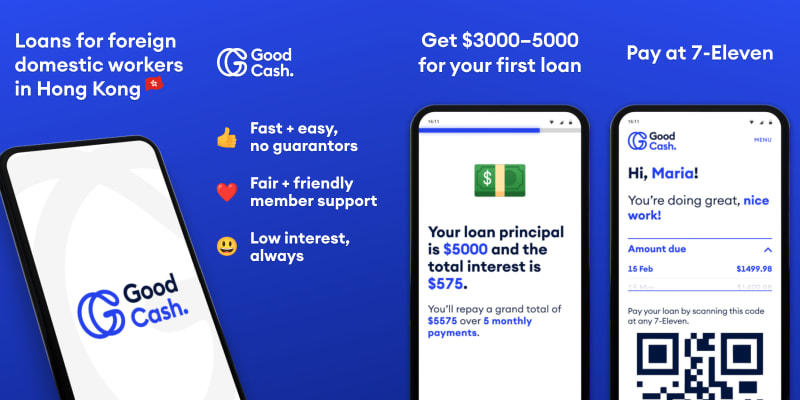 Loans for foreign
domestic workers
in Hong Kong
Good
Cash.
Good
Cash.
Fast + easy,
no guarantors
Fair + friendly
member support
Low interest,
always
Get $3000–5000
for your first loan
16:11
$
Your loan principal
is $5000 and the
total interest is
$575.
You'll repay a grand total of
$5575 over 5 monthly
payments.
Pay at 7-Eleven
16:11
Good
Cash.
MENU
Hi, Maria!
You're doing great, nice
work!
Amount due
15 Feb $1499.98
15 Mar $1499.98
Pay your loan by scanning this code
at any 7-Eleven.